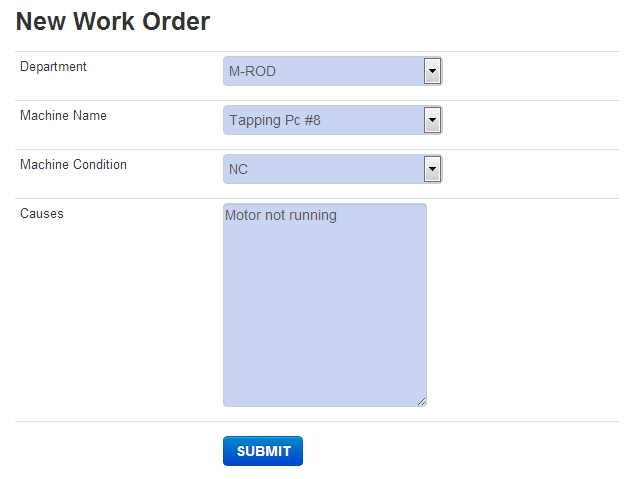 New Work Order
Department
M-ROD
Machine Name
Tapping Pc #8
Machine Condition
NC
Causes
Motor not running
SUBMIT